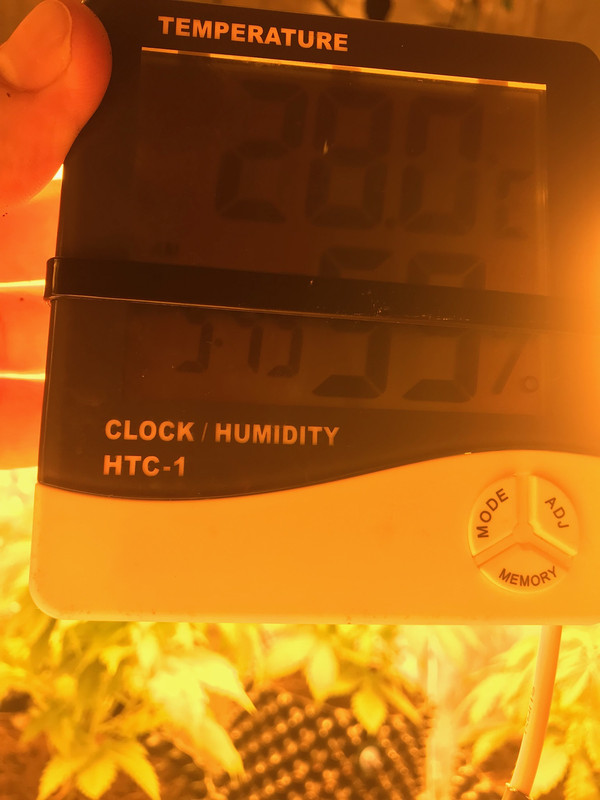 TEMPERATURE
28.0
CLOCK / HUMIDITY
HTC-1
MODE
ADJ
MEMORY